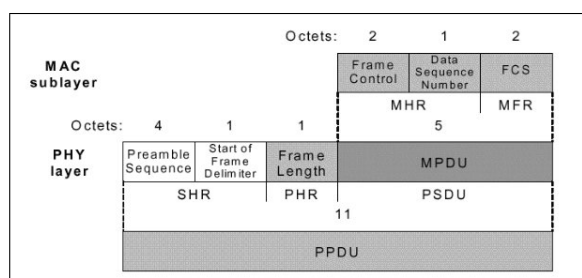 Octets: 2 1 2
MAC sublayer
Frame Control
Data Sequence Number
FCS
MHR MFR
Octets: 4 1 1 5
PHY layer
Preamble Sequence
Start of Frame Delimiter
Frame Length
MPDU
SHR PHR PSDU
11
PPDU